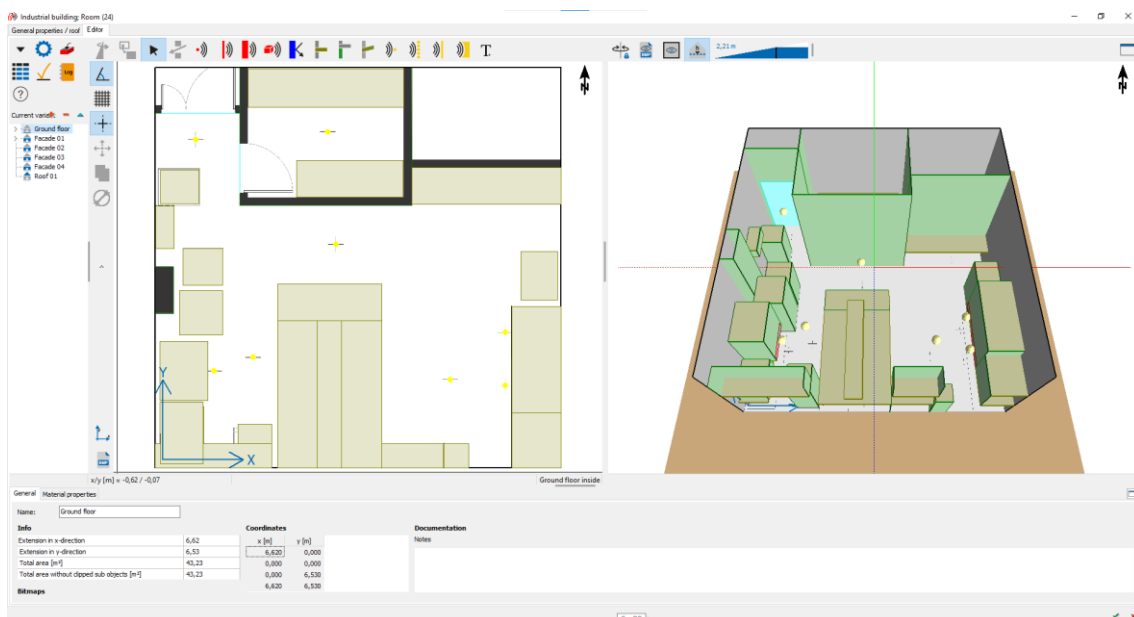 Industrial building; Room (24)
General properties / roof Editor
T
2,21 m
Log
N
N
Current variant
Ground floor
Facade 01
Facade 02
Facade 03
Facade 04
Roof 01
Y
X
x/y [m] = -0,62 / -0,07
Ground floor inside
General Material properties
Name: Ground floor
Info Coordinates Documentation
x [m] y [m] Notes
Extension in x-direction 6,62 6,620 0,000
Extension in y-direction 6,53 0,000 0,000
Total area [m²] 43,23 0,000 6,530
Total area without clipped sub objects [m²] 43,23 6,620 6,530
Bitmaps